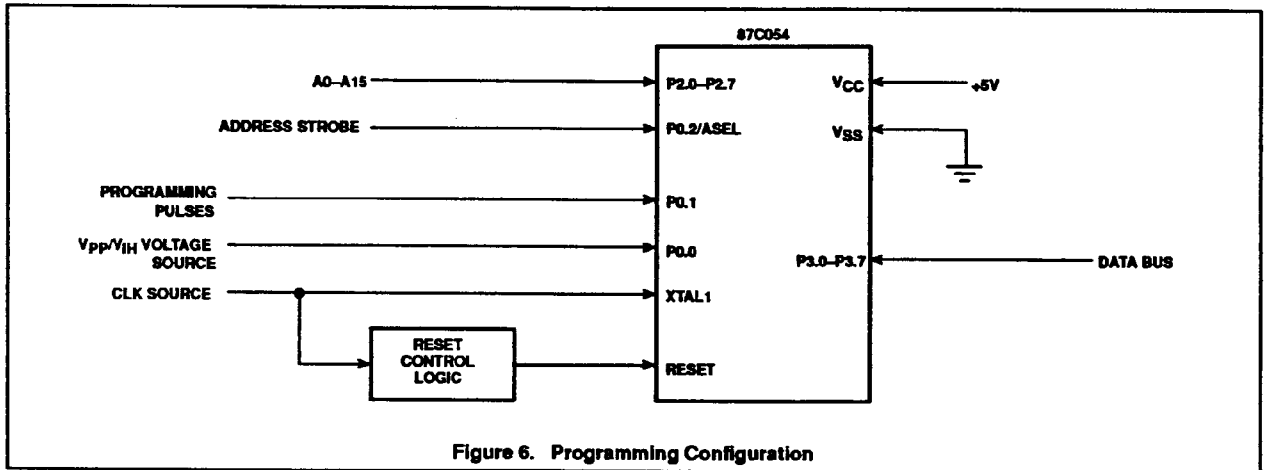 87C054
A0–A15
P2.0–P2.7
VCC
+5V
ADDRESS STROBE
P0.2/ASEL
VSS
PROGRAMMING
PULSES
P0.1
VPP/VIH VOLTAGE
SOURCE
P0.0
P3.0–P3.7
DATA BUS
CLK SOURCE
XTAL1
RESET
CONTROL
LOGIC
RESET
Figure 6. Programming Configuration